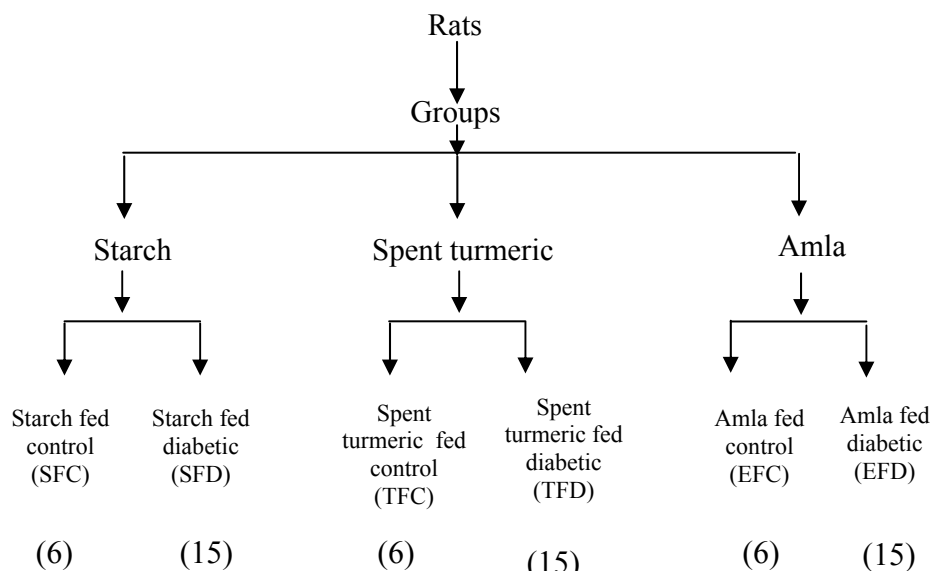 Rats
Groups
Starch
Spent turmeric
Amla
Starch fed
control
(SFC)
Starch fed
diabetic
(SFD)
Spent
turmeric fed
control
(TFC)
Spent
turmeric fed
diabetic
(TFD)
Amla fed
control
(EFC)
Amla fed
diabetic
(EFD)
(6)
(15)
(6)
(15)
(6)
(15)